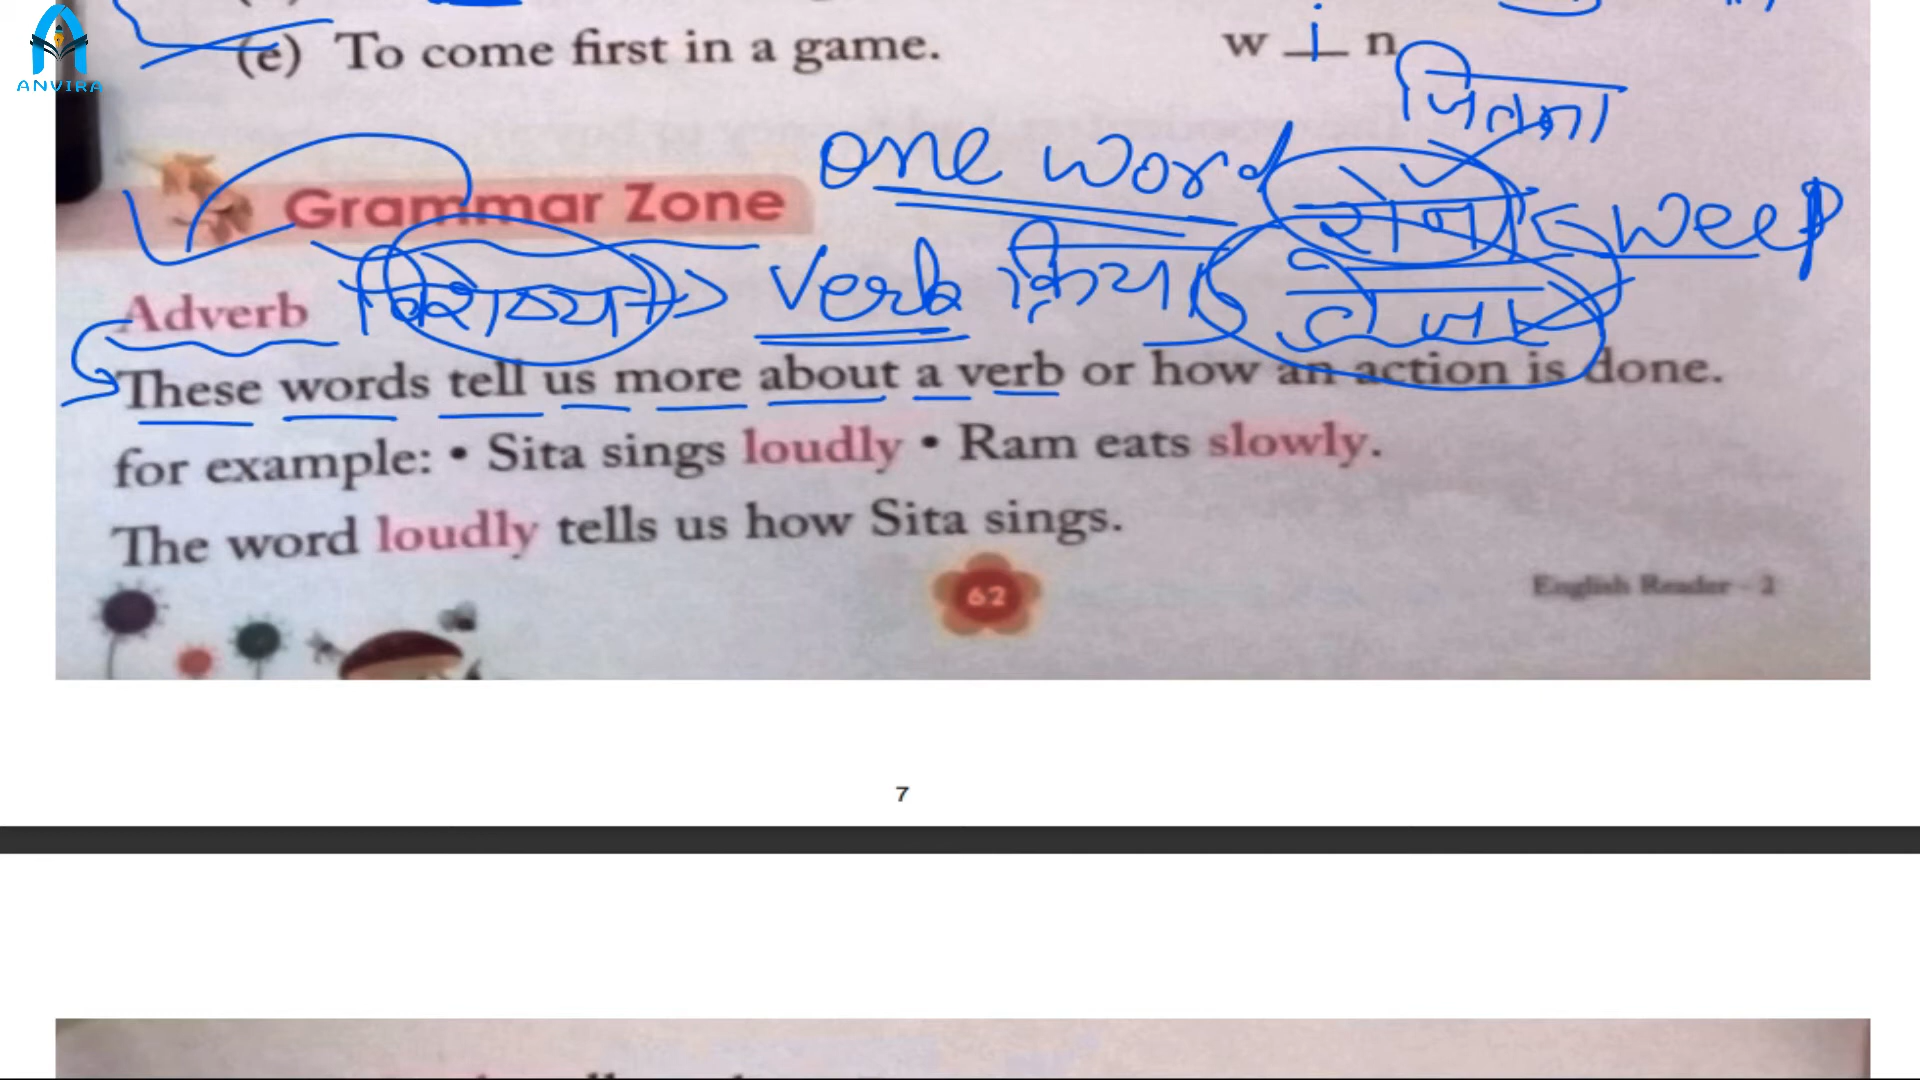 ANVIRA
(e) To come first in a game. w i n
जितना
one word
Grammar Zone
रोना weep
Adverb verb क्रिया
These words tell us more about a verb or how an action is done.
for example: • Sita sings loudly • Ram eats slowly.
The word loudly tells us how Sita sings.
62
English Reader - 2
7